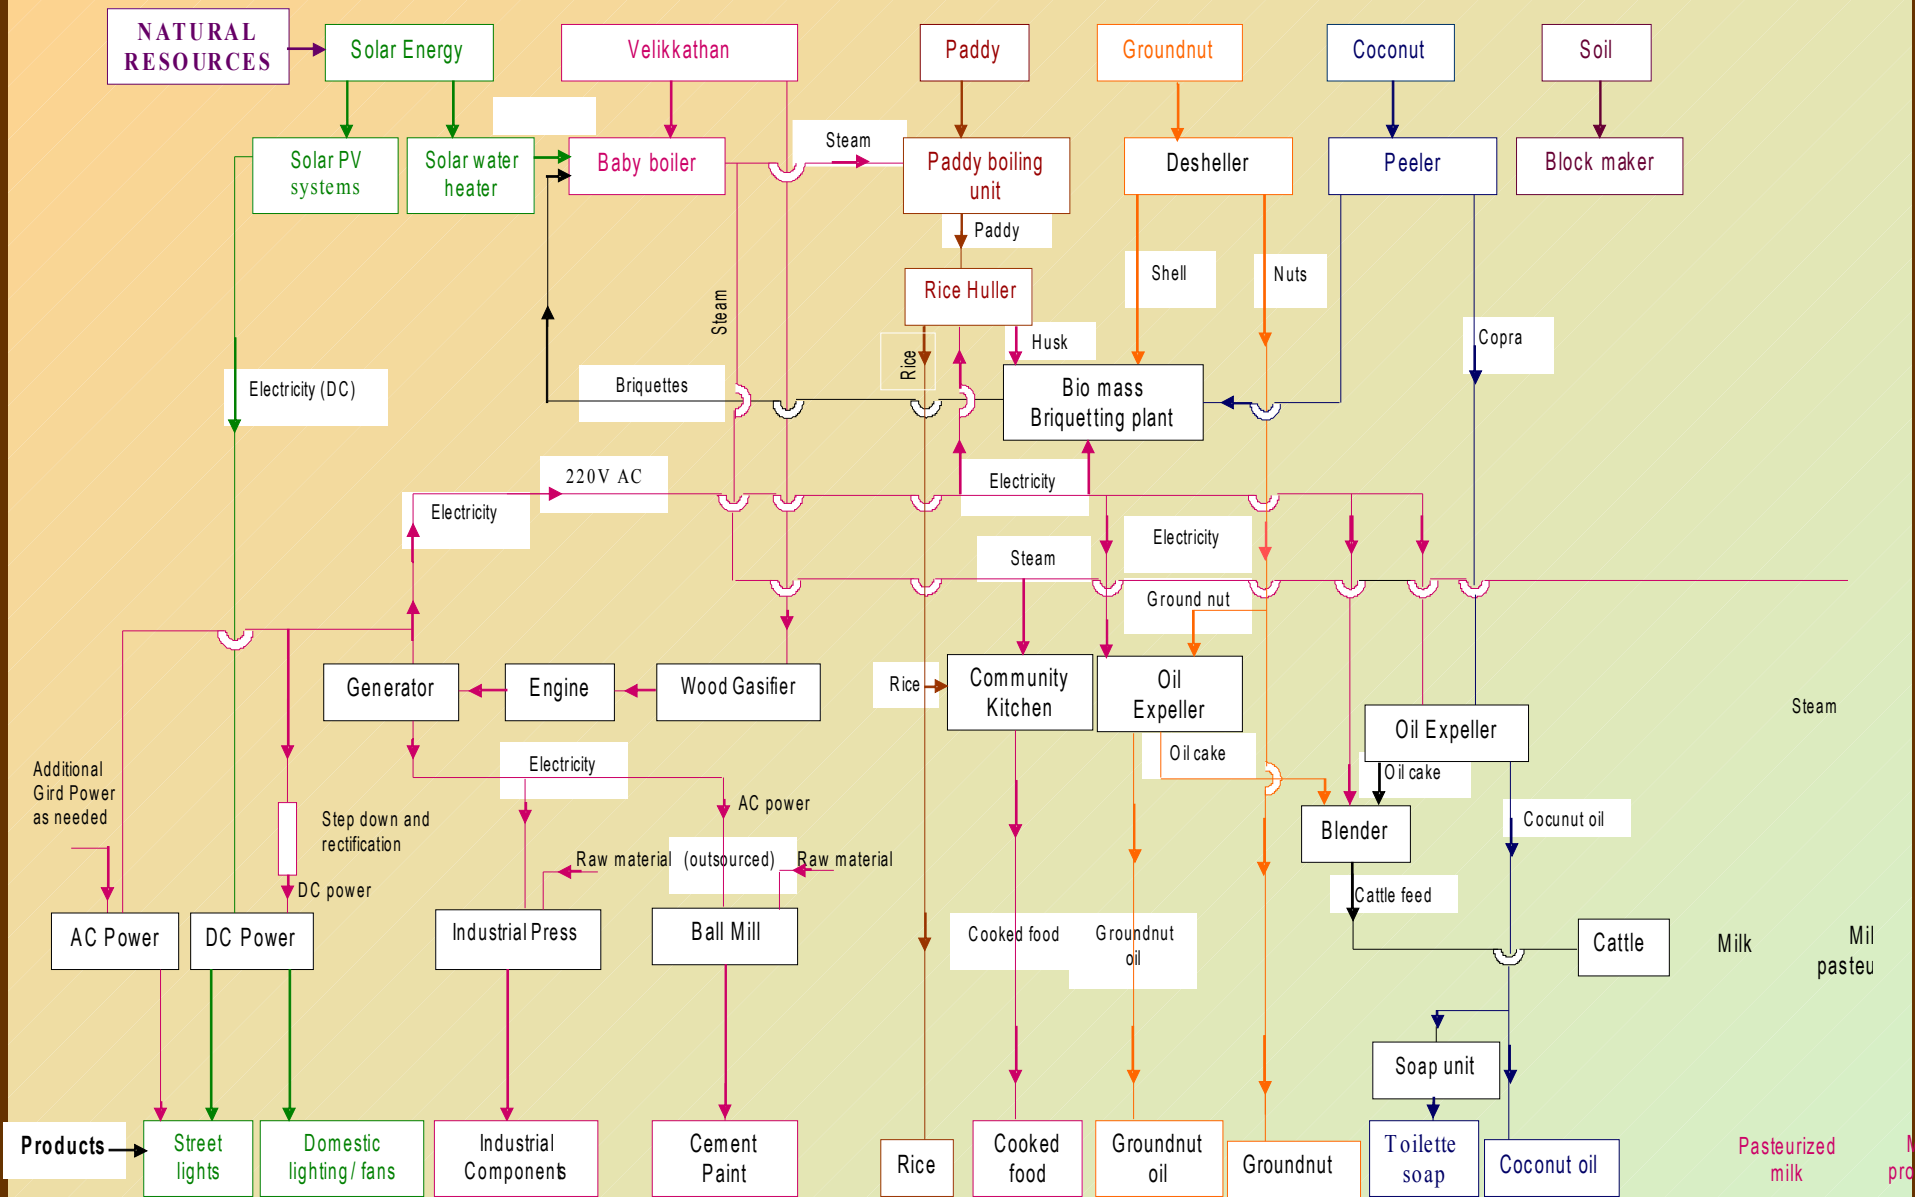 NATURAL
RESOURCES
Solar Energy
Velikkathan
Paddy
Groundnut
Coconut
Soil
Solar PV
systems
Solar water
heater
Baby boiler
Steam
Paddy boiling
unit
Desheller
Peeler
Block maker
Paddy
Shell
Nuts
Rice Huller
Steam
Copra
Husk
Rice
Electricity (DC)
Briquettes
Bio mass
Briquetting plant
220V AC
Electricity
Electricity
Electricity
Steam
Ground nut
Generator
Engine
Wood Gasifier
Rice
Community
Kitchen
Oil
Expeller
Oil Expeller
Steam
Electricity
Oil cake
Oil cake
Additional
Gird Power
as needed
AC power
Step down and
rectification
Blender
Cocunut oil
Raw material
(outsourced)
Raw material
DC power
Cattle feed
AC Power
DC Power
Industrial Press
Ball Mill
Cooked food
Groundnut
oil
Cattle
Milk
Mil
pasteu
Soap unit
Products
Street
lights
Domestic
lighting / fans
Industrial
Components
Cement
Paint
Rice
Cooked
food
Groundnut
oil
Groundnut
Toilette
soap
Coconut oil
Pasteurized
milk
pro